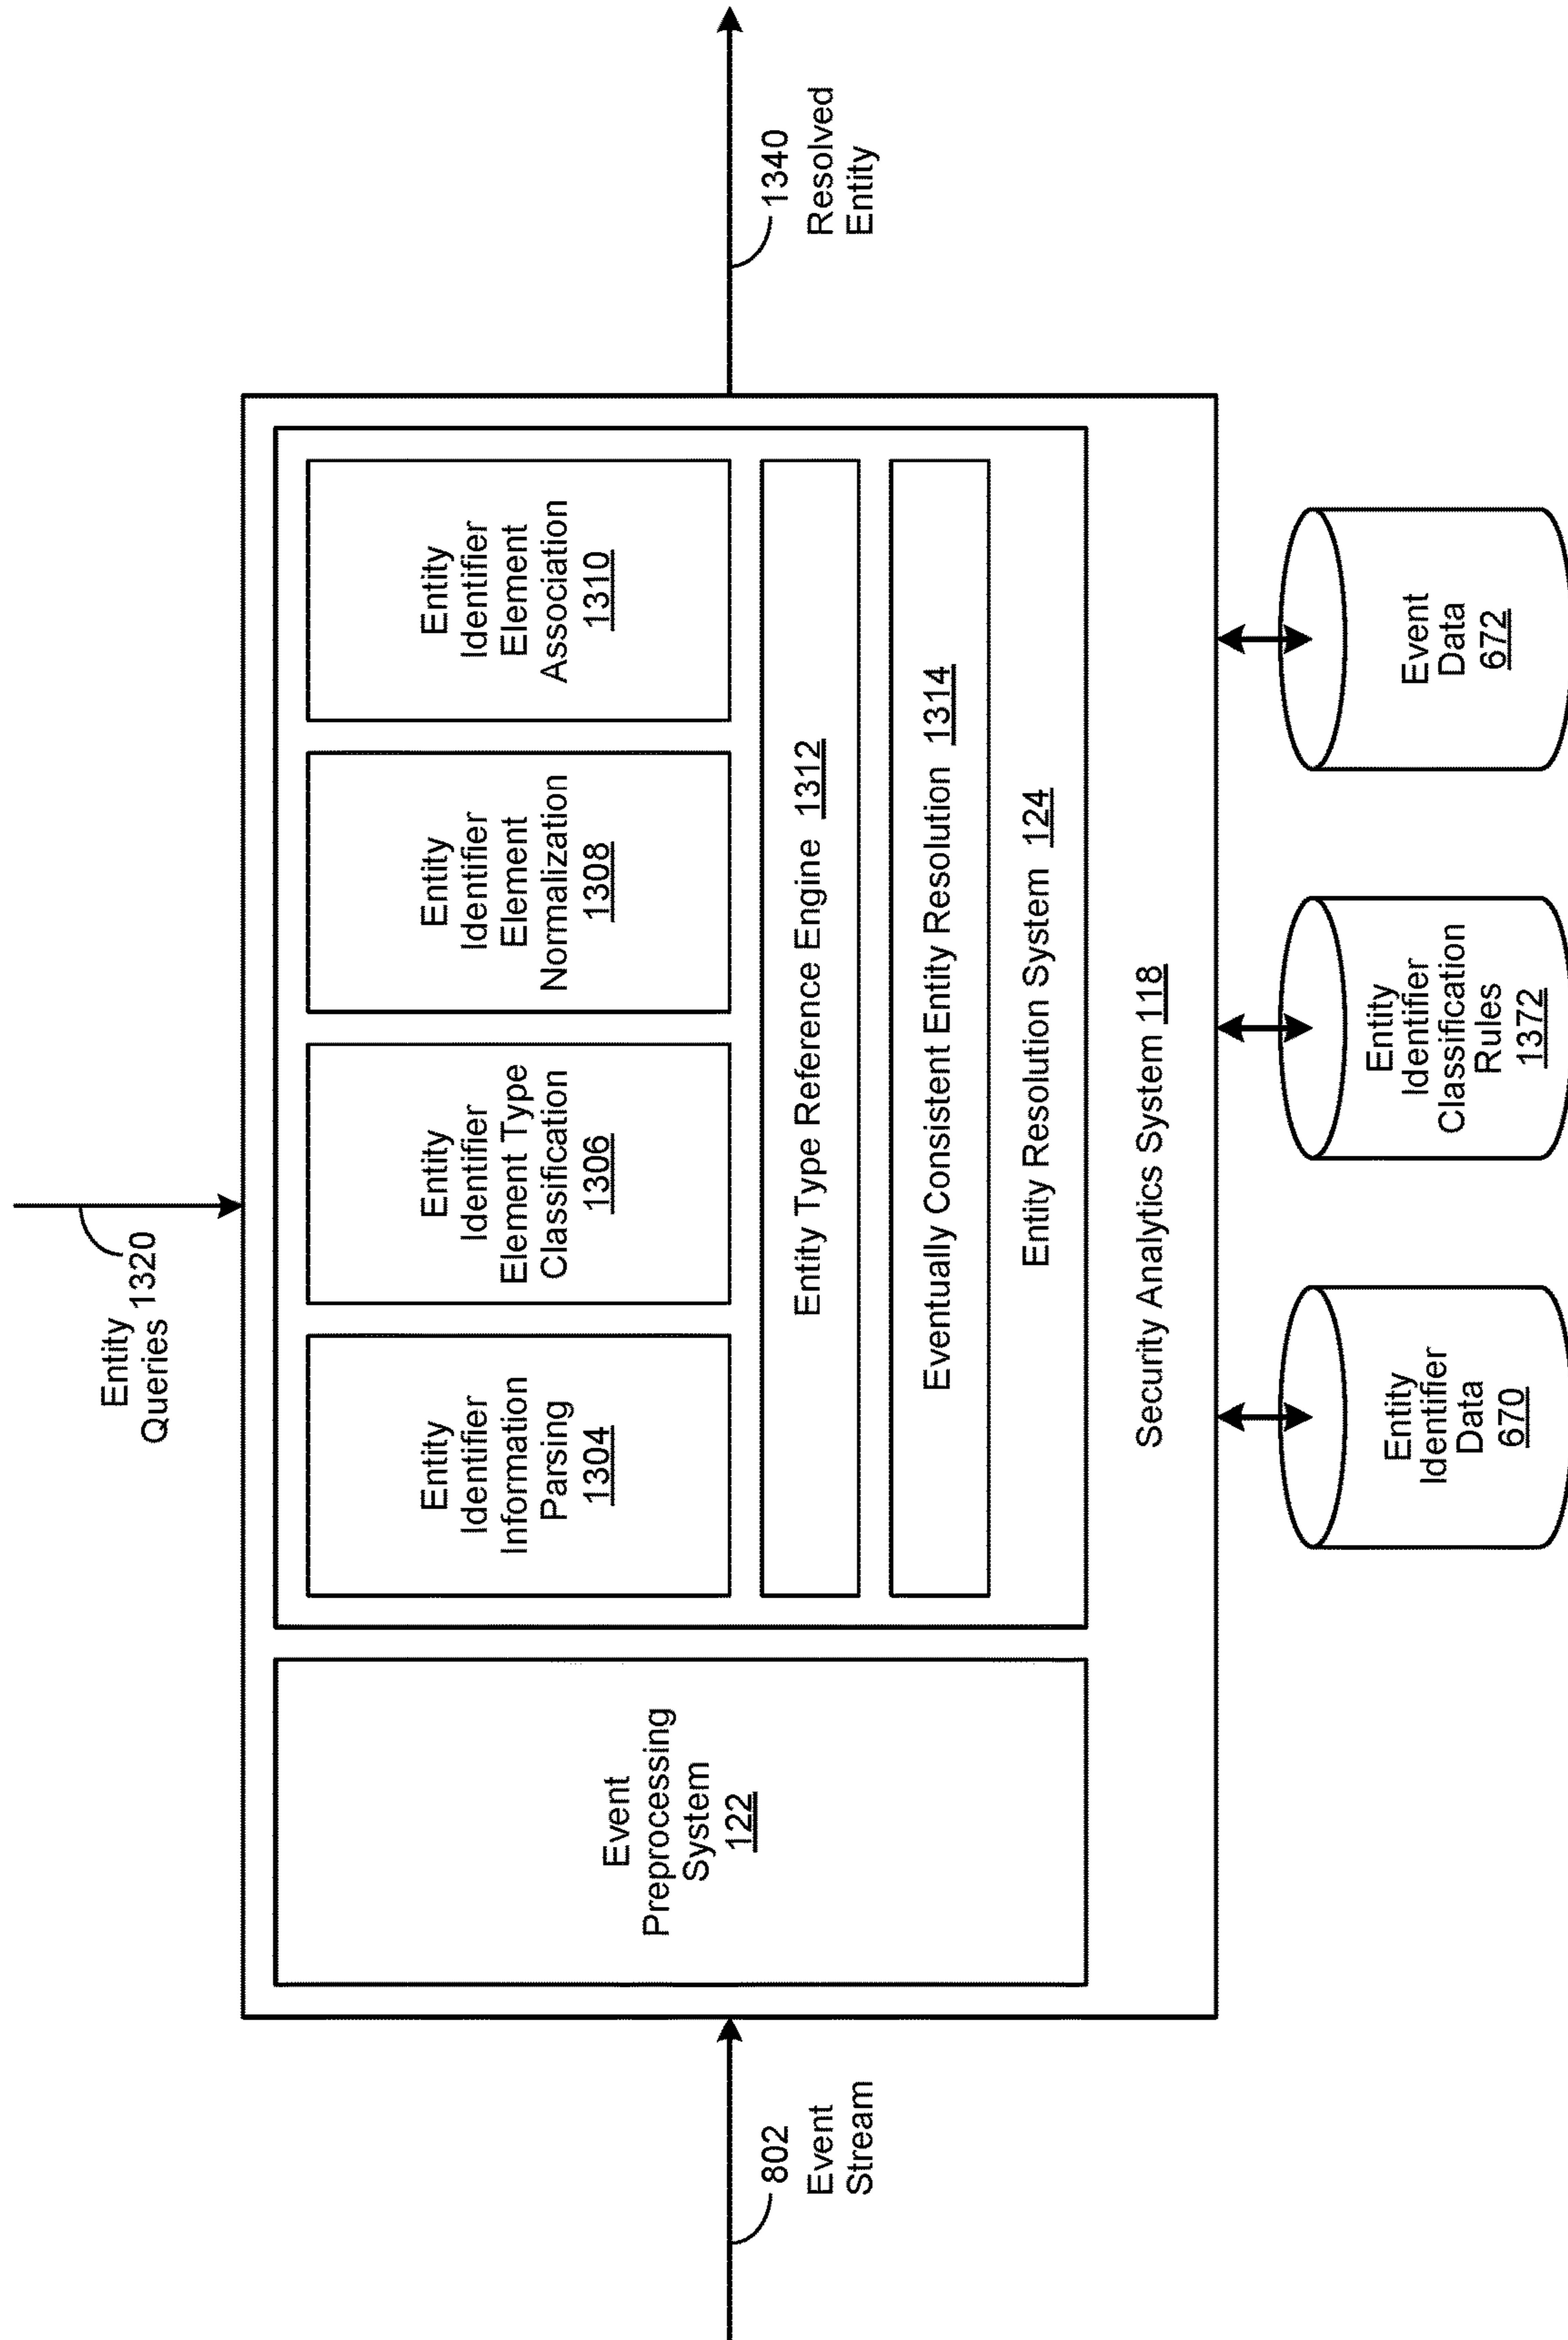 Entity
Queries 1320
802
Event
Stream
Event
Preprocessing
System
122
Entity
Identifier
Information
Parsing
1304
Entity
Identifier
Element Type
Classification
1306
Entity
Identifier
Element
Normalization
1308
Entity
Identifier
Element
Association
1310
Entity Type Reference Engine 1312
Eventually Consistent Entity Resolution 1314
Entity Resolution System 124
Security Analytics System 118
1340
Resolved
Entity
Entity
Identifier
Data
670
Entity
Identifier
Classification
Rules
1372
Event
Data
672